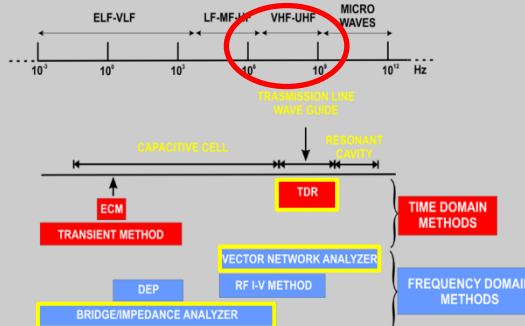 ELF-VLF
LF-MF-HF
VHF-UHF
MICRO
WAVES
10-3 100 103 106 109 1012 Hz
TRASMISSION LINE
WAVE GUIDE
CAPACITIVE CELL
RESONANT
CAVITY
TDR
ECM
TRANSIENT METHOD
TIME DOMAIN
METHODS
VECTOR NETWORK ANALYZER
DEP
RF I-V METHOD
FREQUENCY DOMAIN
METHODS
BRIDGE/IMPEDANCE ANALYZER